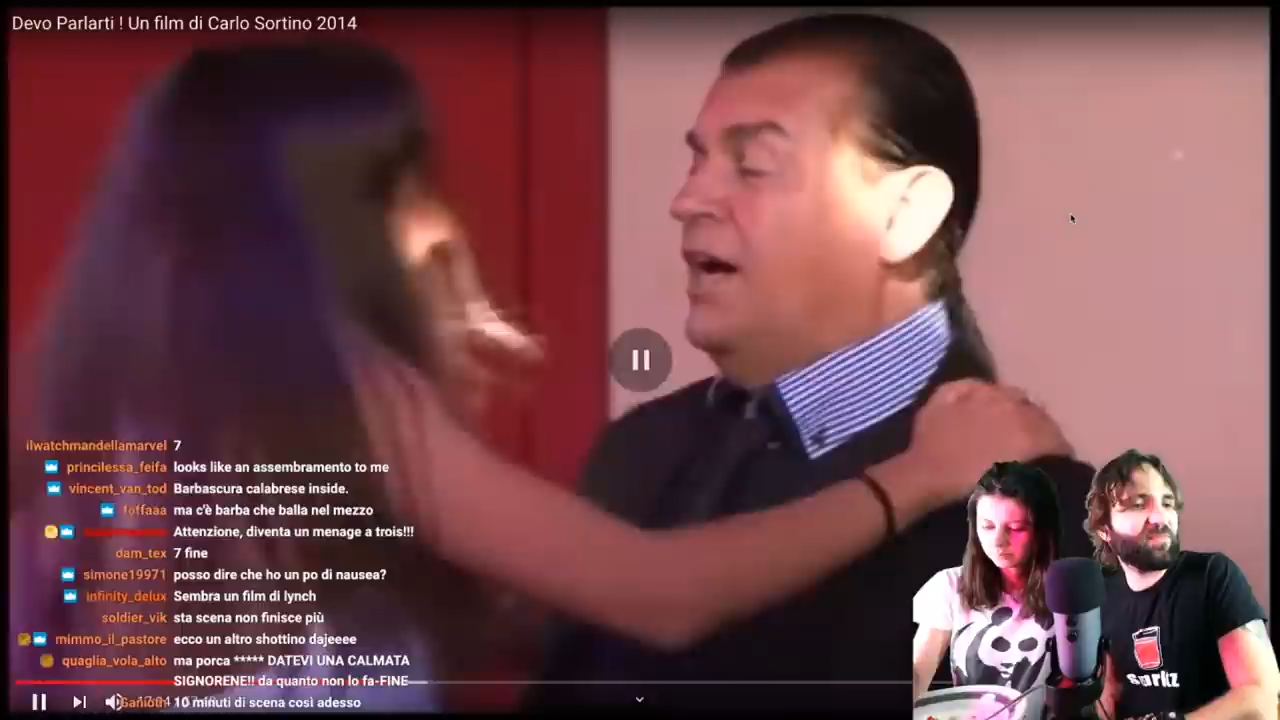 Devo Parlarti ! Un film di Carlo Sortino 2014
ilwatchmandellamarvel 7
princilessa_feifa looks like an assembramento to me
vincent_van_tod Barbascura calabrese inside.
foffaaa ma c'è barba che balla nel mezzo
Attenzione, diventa un menage a trois!!!
dam_tex 7 fine
simone19971 posso dire che ho un po di nausea?
infinity_delux Sembra un film di lynch
soldier_vik sta scena non finisce più
mimmo_il_pastore ecco un altro shottino dajeeee
quaglia_vola_alto ma porca ***** DATEVI UNA CALMATA
SIGNORENE!! da quanto non lo fa-FINE
10 minuti di scena così adesso